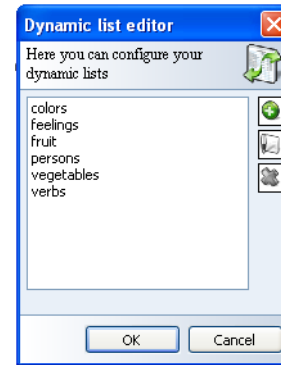 Dynamic list editor
Here you can configure your
dynamic lists
colors
feelings
fruit
persons
vegetables
verbs
OK
Cancel